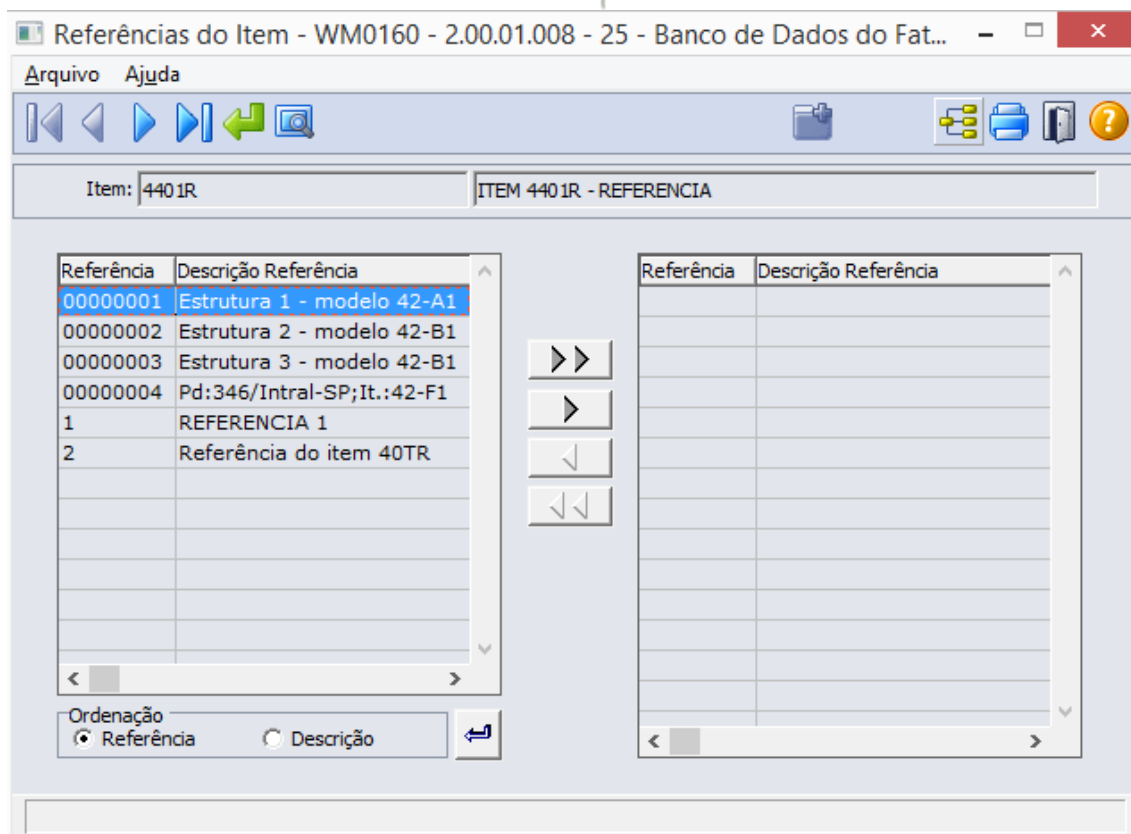 Referências do Item - WM0160 - 2.00.01.008 - 25 - Banco de Dados do Fat...
Arquivo Ajuda
Item: 4401R ITEM 4401R - REFERENCIA
Referência Descrição Referência
00000001 Estrutura 1 - modelo 42-A1
00000002 Estrutura 2 - modelo 42-B1
00000003 Estrutura 3 - modelo 42-B1
00000004 Pd:346/Intral-SP;It.:42-F1
1 REFERENCIA 1
2 Referência do item 40TR
Ordenação
Referência Descrição
Referência Descrição Referência